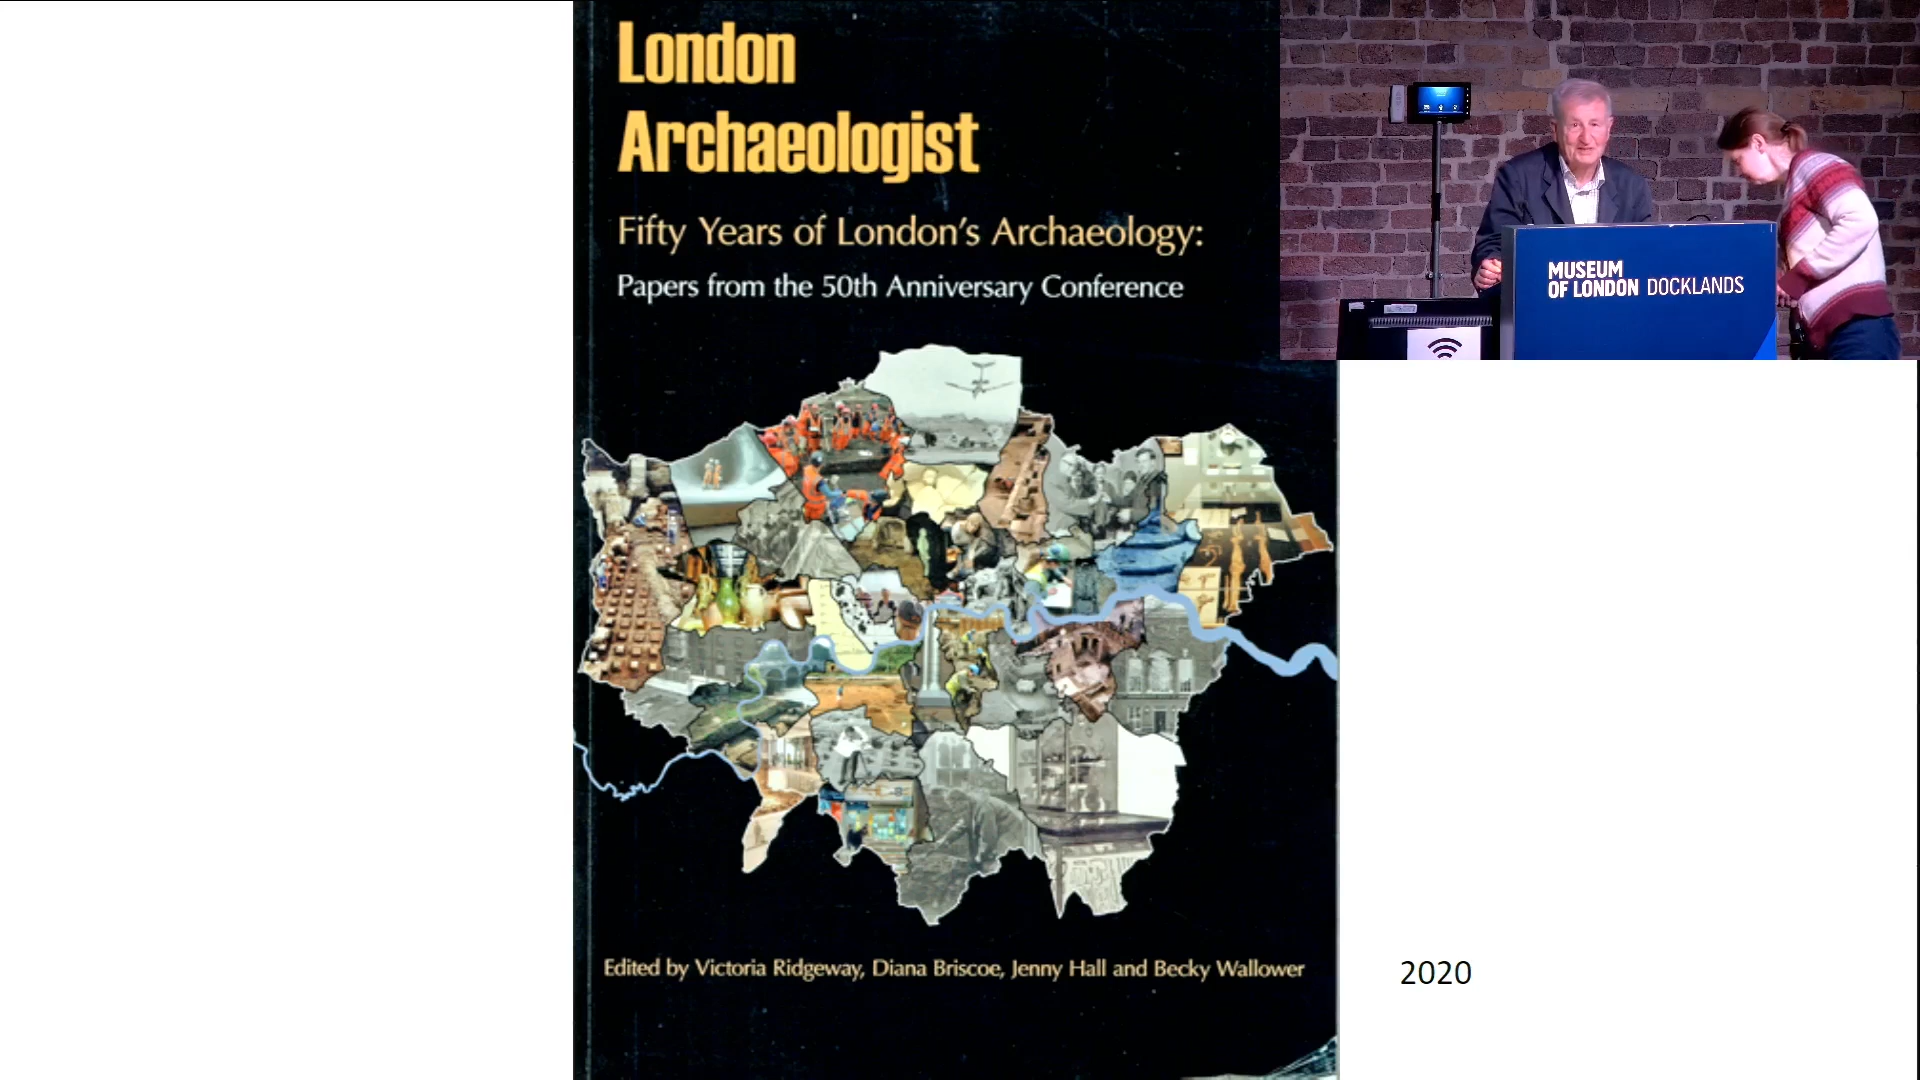 London
Archaeologist
Fifty Years of London's Archaeology:
Papers from the 50th Anniversary Conference
Edited by Victoria Ridgeway, Diana Briscoe, Jenny Hall and Becky Wallower
2020
MUSEUM
OF LONDON DOCKLANDS